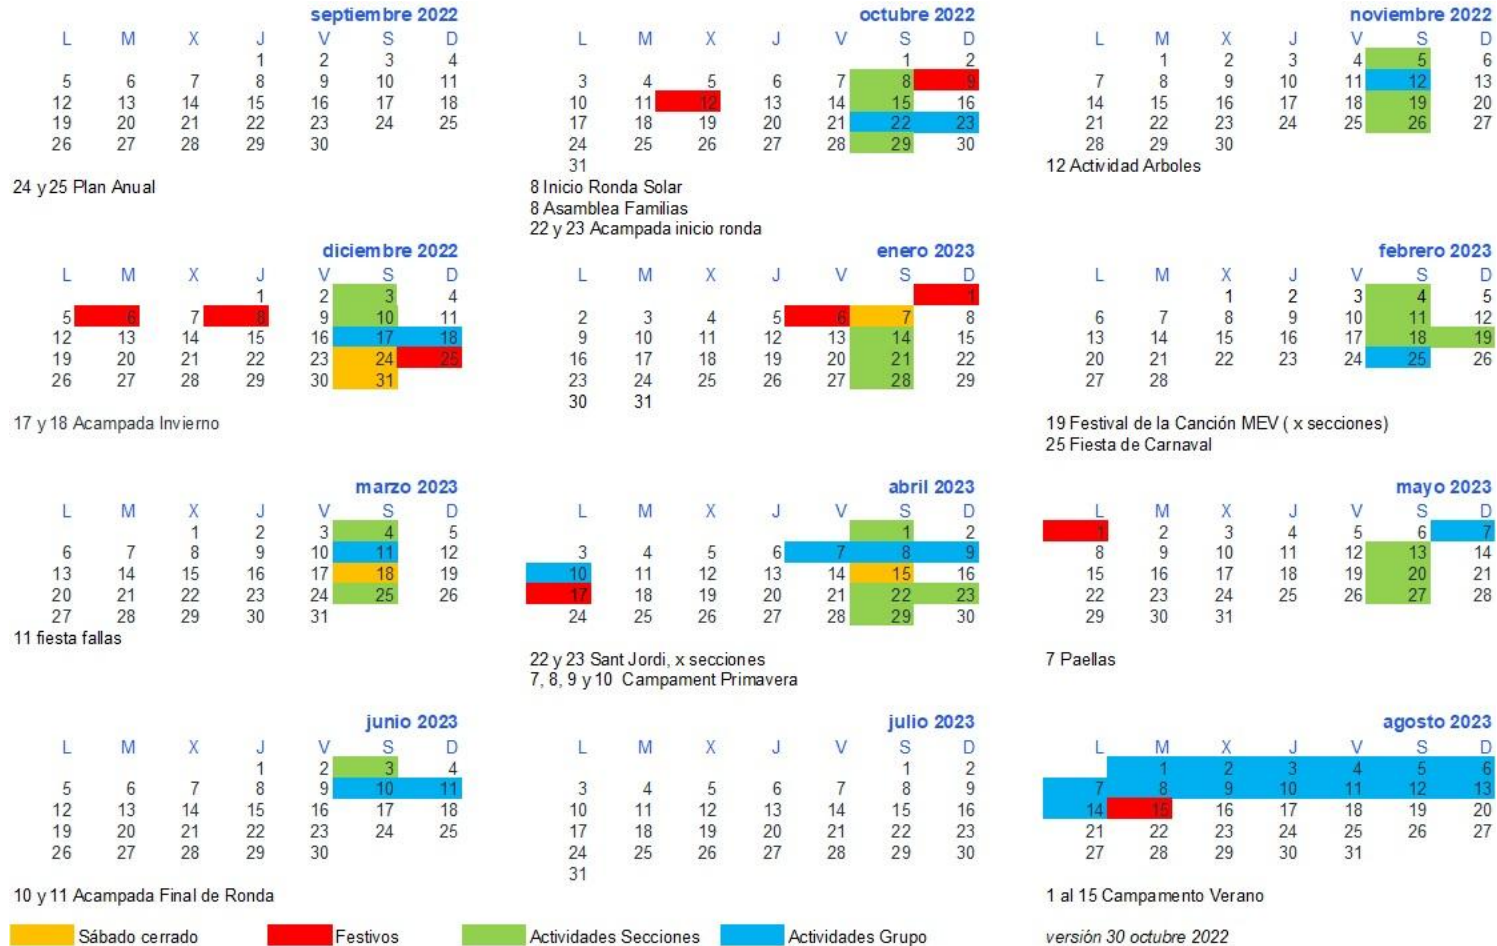 septiembre 2022
L M X J V S D
1 2 3 4
5 6 7 8 9 10 11
12 13 14 15 16 17 18
19 20 21 22 23 24 25
26 27 28 29 30
24 y 25 Plan Anual
octubre 2022
L M X J V S D
1 2
3 4 5 6 7 8 9
10 11 12 13 14 15 16
17 18 19 20 21 22 23
24 25 26 27 28 29 30
31
8 Inicio Ronda Solar
8 Asamblea Familias
22 y 23 Acampada inicio ronda
noviembre 2022
L M X J V S D
1 2 3 4 5 6
7 8 9 10 11 12 13
14 15 16 17 18 19 20
21 22 23 24 25 26 27
28 29 30
12 Actividad Arboles
diciembre 2022
L M X J V S D
1 2 3 4
5 6 7 8 9 10 11
12 13 14 15 16 17 18
19 20 21 22 23 24 25
26 27 28 29 30 31
17 y 18 Acampada Invierno
enero 2023
L M X J V S D
1
2 3 4 5 6 7 8
9 10 11 12 13 14 15
16 17 18 19 20 21 22
23 24 25 26 27 28 29
30 31
febrero 2023
L M X J V S D
1 2 3 4 5
6 7 8 9 10 11 12
13 14 15 16 17 18 19
20 21 22 23 24 25 26
27 28
19 Festival de la Canción MEV ( x secciones)
25 Fiesta de Carnaval
marzo 2023
L M X J V S D
1 2 3 4 5
6 7 8 9 10 11 12
13 14 15 16 17 18 19
20 21 22 23 24 25 26
27 28 29 30 31
11 fiesta fallas
abril 2023
L M X J V S D
1 2
3 4 5 6 7 8 9
10 11 12 13 14 15 16
17 18 19 20 21 22 23
24 25 26 27 28 29 30
22 y 23 Sant Jordi, x secciones
7, 8, 9 y 10 Campament Primavera
mayo 2023
L M X J V S D
1 2 3 4 5 6 7
8 9 10 11 12 13 14
15 16 17 18 19 20 21
22 23 24 25 26 27 28
29 30 31
7 Paellas
junio 2023
L M X J V S D
1 2 3 4
5 6 7 8 9 10 11
12 13 14 15 16 17 18
19 20 21 22 23 24 25
26 27 28 29 30
10 y 11 Acampada Final de Ronda
julio 2023
L M X J V S D
1 2
3 4 5 6 7 8 9
10 11 12 13 14 15 16
17 18 19 20 21 22 23
24 25 26 27 28 29 30
31
agosto 2023
L M X J V S D
1 2 3 4 5 6
7 8 9 10 11 12 13
14 15 16 17 18 19 20
21 22 23 24 25 26 27
27 28 29 30 31
1 al 15 Campamento Verano
Sábado cerrado
Festivos
Actividades Secciones
Actividades Grupo
versión 30 octubre 2022